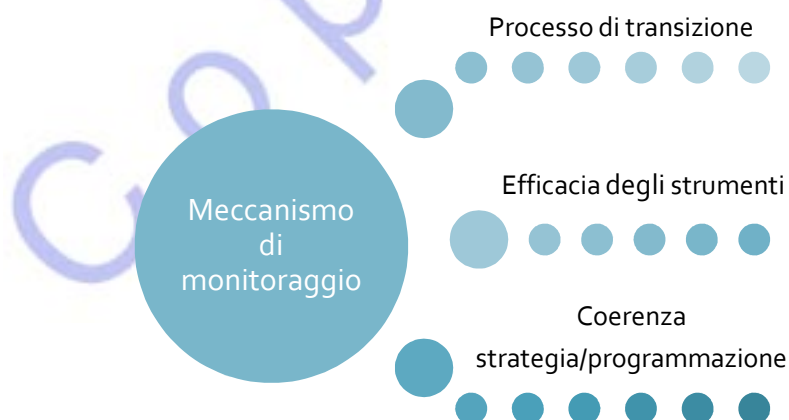 Processo di transizione
Efficacia degli strumenti
Meccanismo
di
monitoraggio
Coerenza
strategia/programmazione